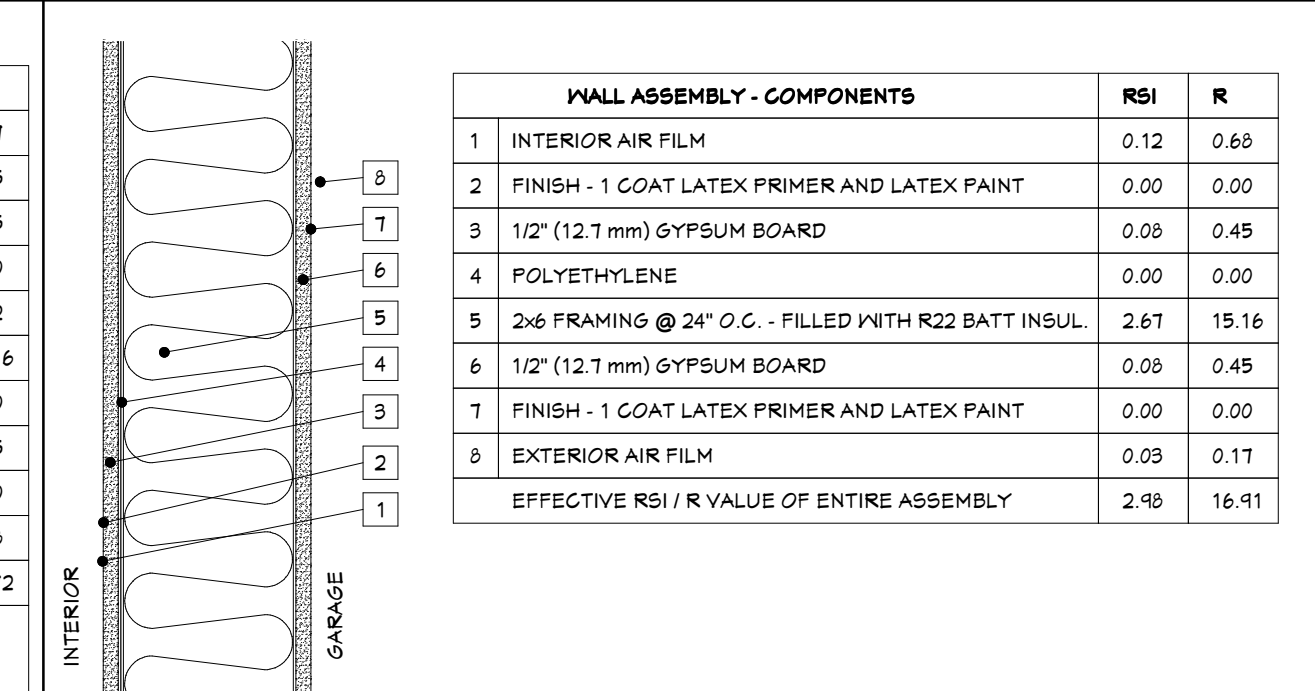 WALL ASSEMBLY - COMPONENTS RSI R
1 INTERIOR AIR FILM 0.12 0.68
2 FINISH - 1 COAT LATEX PRIMER AND LATEX PAINT 0.00 0.00
3 1/2" (12.7 mm) GYPSUM BOARD 0.08 0.45
4 POLYETHYLENE 0.00 0.00
5 2x6 FRAMING @ 24" O.C. - FILLED WITH R22 BATT INSUL. 2.67 15.16
6 1/2" (12.7 mm) GYPSUM BOARD 0.08 0.45
7 FINISH - 1 COAT LATEX PRIMER AND LATEX PAINT 0.00 0.00
8 EXTERIOR AIR FILM 0.03 0.17
EFFECTIVE RSI / R VALUE OF ENTIRE ASSEMBLY 2.98 16.91
8
7
6
5
4
3
2
1
INTERIOR
GARAGE